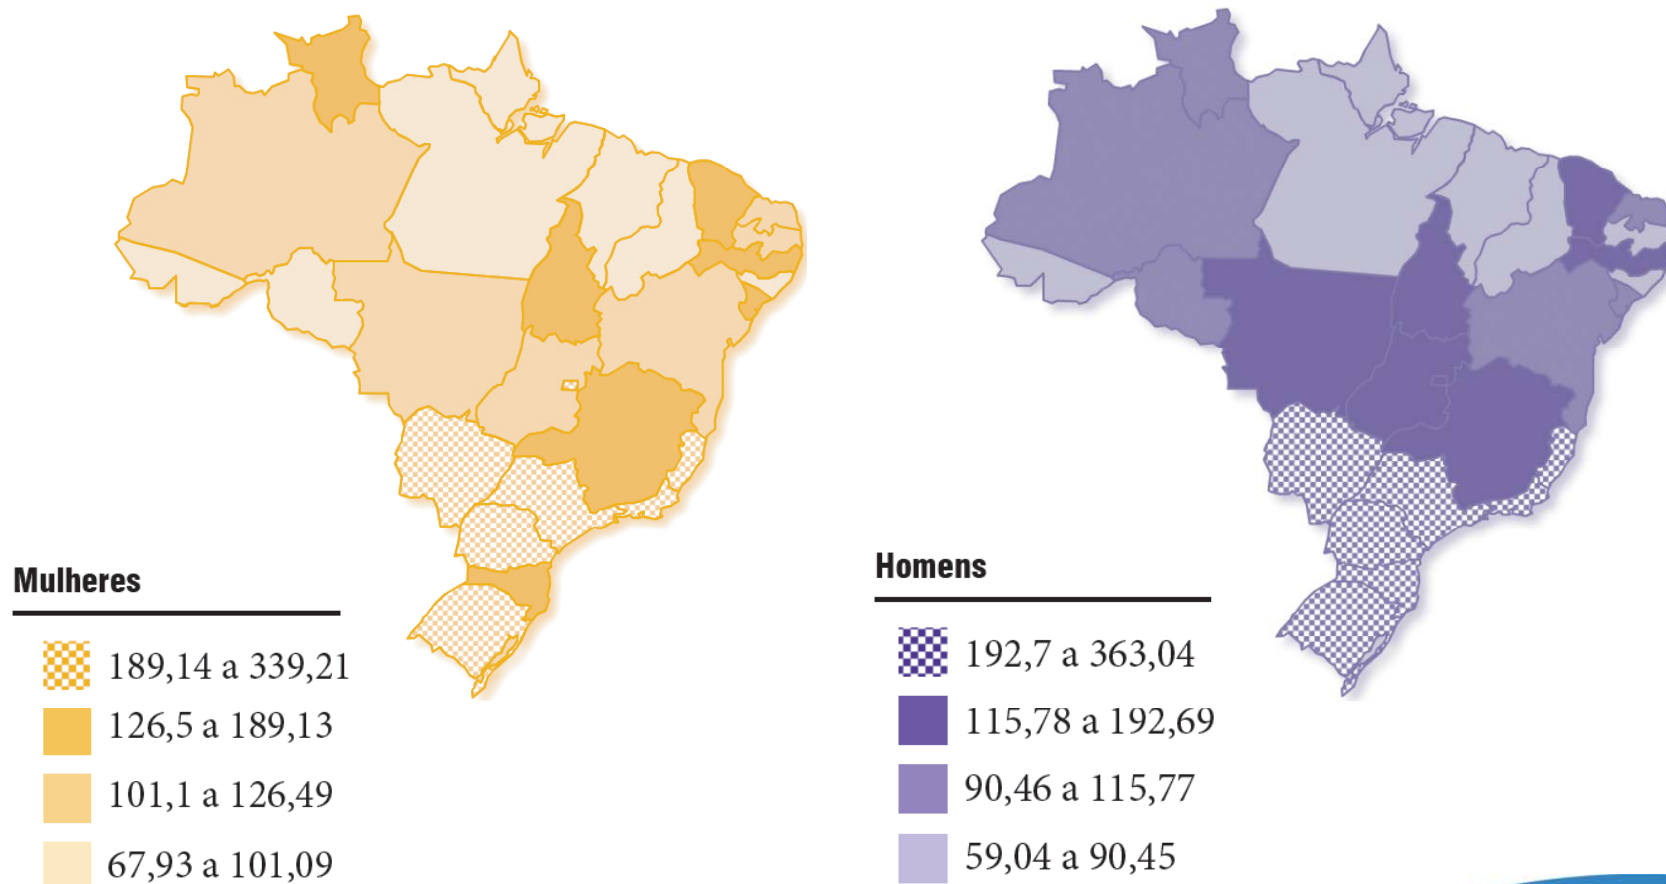 Mulheres
189,14 a 339,21
126,5 a 189,13
101,1 a 126,49
67,93 a 101,09
Homens
192,7 a 363,04
115,78 a 192,69
90,46 a 115,77
59,04 a 90,45